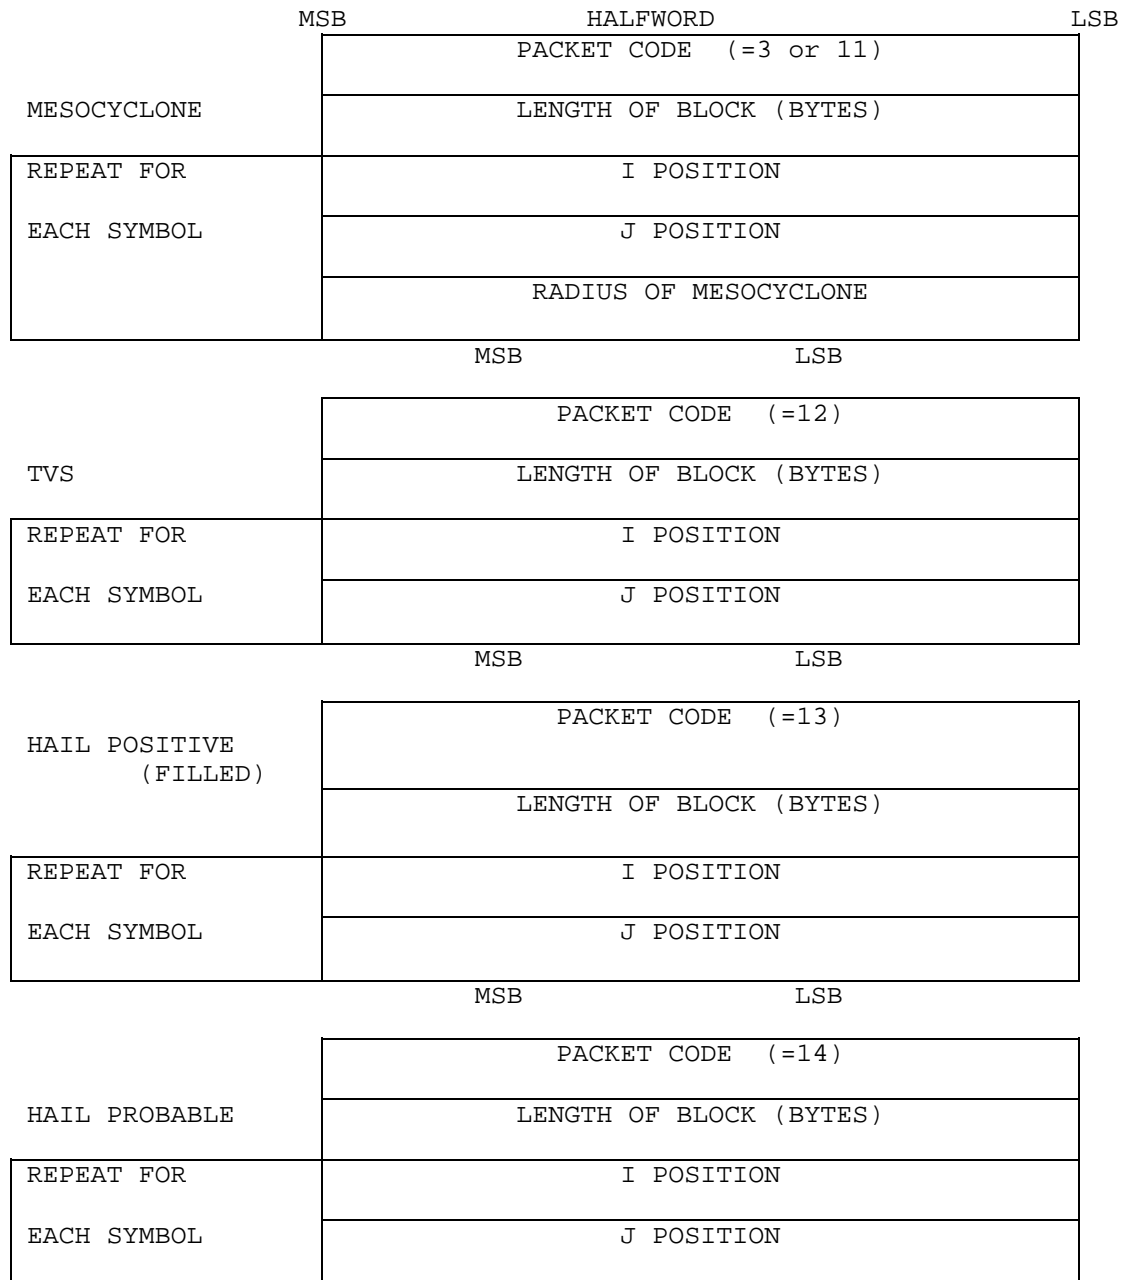 MSB HALFWORD LSB
PACKET CODE (=3 or 11)
MESOCYCLONE LENGTH OF BLOCK (BYTES)
REPEAT FOR I POSITION
EACH SYMBOL J POSITION
RADIUS OF MESOCYCLONE
MSB LSB
PACKET CODE (=12)
TVS LENGTH OF BLOCK (BYTES)
REPEAT FOR I POSITION
EACH SYMBOL J POSITION
MSB LSB
PACKET CODE (=13)
HAIL POSITIVE
(FILLED)
LENGTH OF BLOCK (BYTES)
REPEAT FOR I POSITION
EACH SYMBOL J POSITION
MSB LSB
PACKET CODE (=14)
HAIL PROBABLE LENGTH OF BLOCK (BYTES)
REPEAT FOR I POSITION
EACH SYMBOL J POSITION